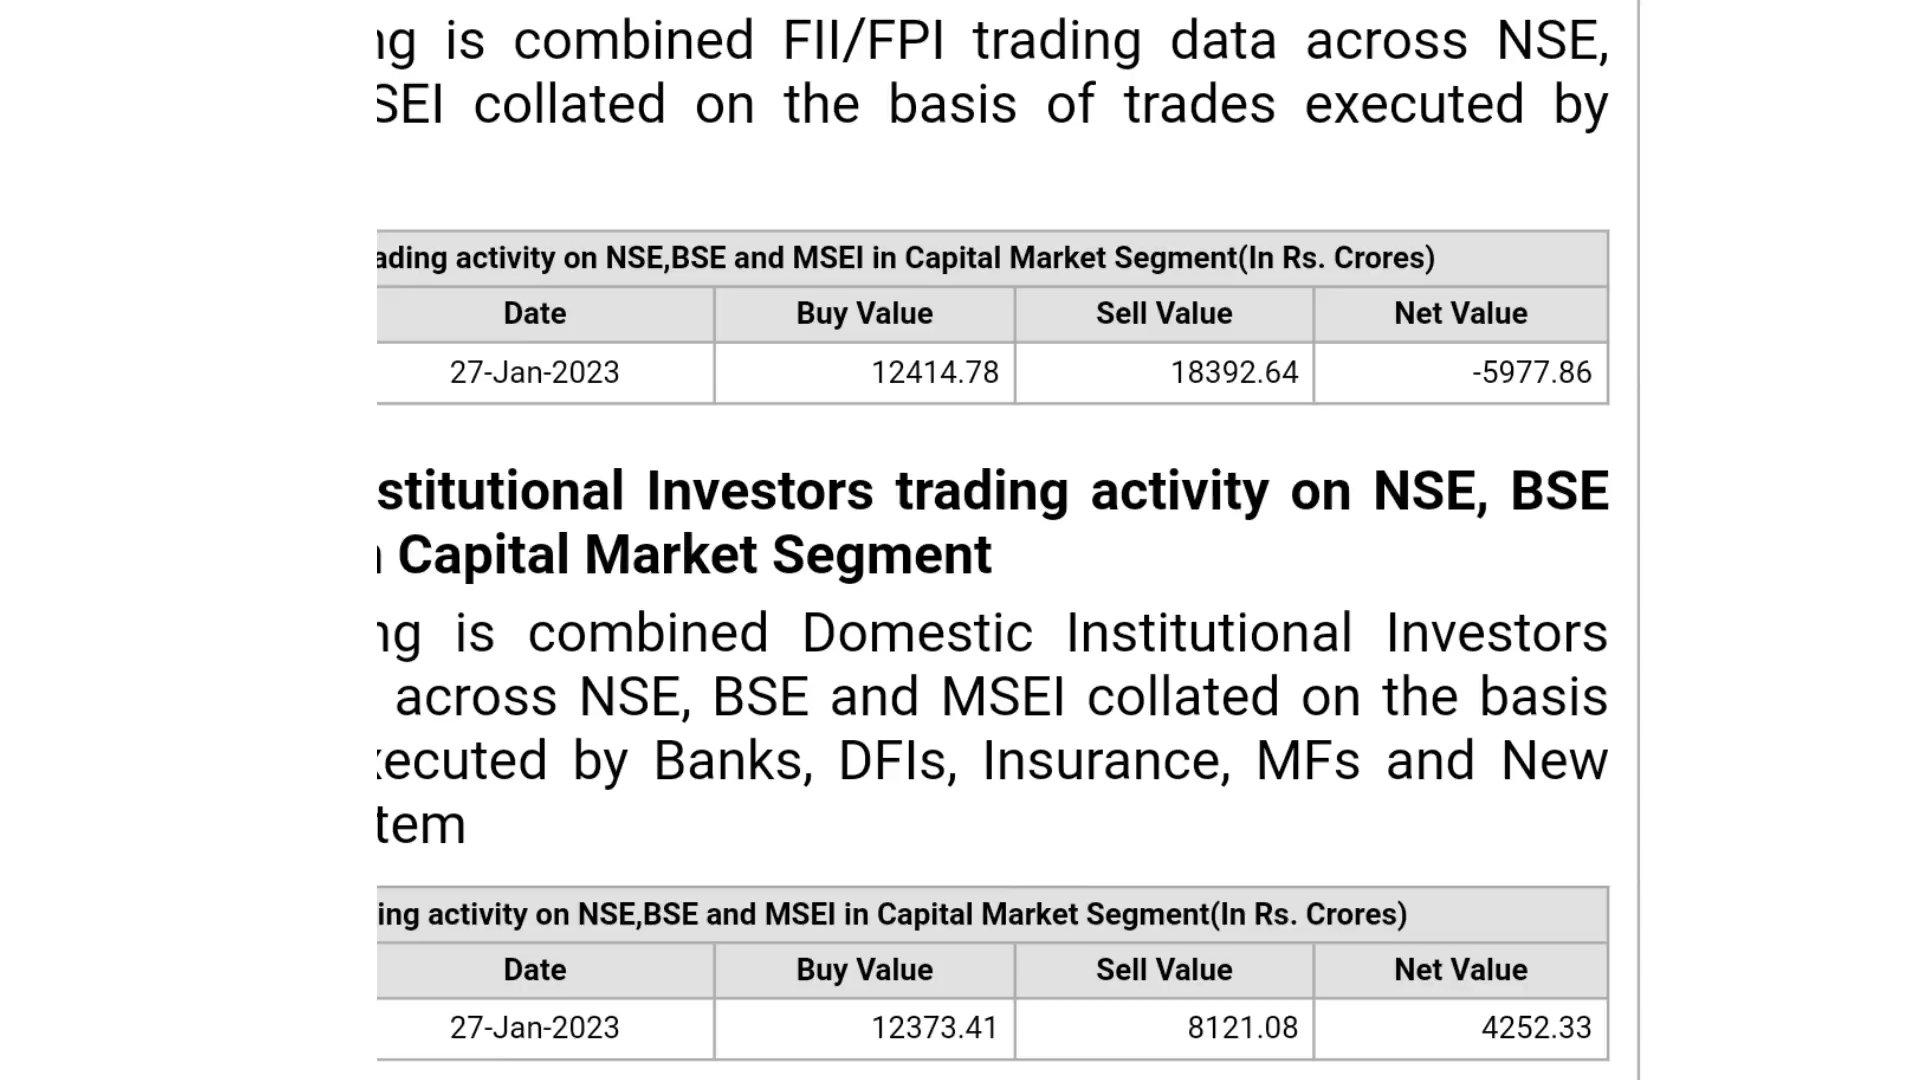 ng is combined FII/FPI trading data across NSE,
SEI collated on the basis of trades executed by
ading activity on NSE,BSE and MSEI in Capital Market Segment(In Rs. Crores)
Date Buy Value Sell Value Net Value
27-Jan-2023 12414.78 18392.64 -5977.86
stitutional Investors trading activity on NSE, BSE
Capital Market Segment
ng is combined Domestic Institutional Investors
across NSE, BSE and MSEI collated on the basis
xecuted by Banks, DFIs, Insurance, MFs and New
tem
ing activity on NSE,BSE and MSEI in Capital Market Segment(In Rs. Crores)
Date Buy Value Sell Value Net Value
27-Jan-2023 12373.41 8121.08 4252.33